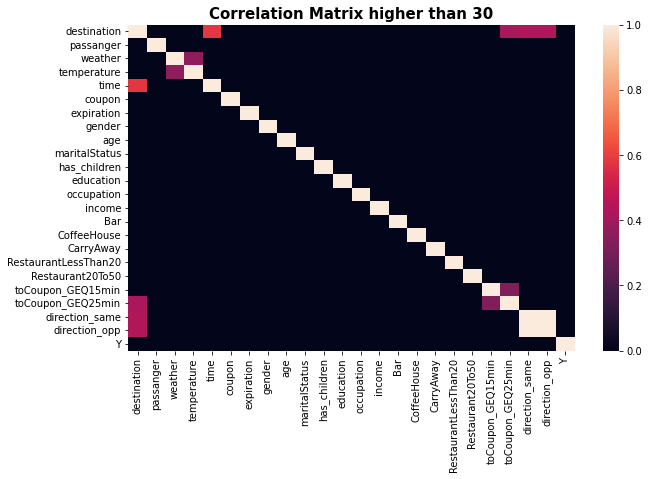 Correlation Matrix higher than 30
destination
passanger
weather
temperature
time
coupon
expiration
gender
age
maritalStatus
has_children
education
occupation
income
Bar
CoffeeHouse
CarryAway
RestaurantLessThan20
Restaurant20To50
toCoupon_GEQ15min
toCoupon_GEQ25min
direction_same
direction_opp
Y
destination
passanger
weather
temperature
time
coupon
expiration
gender
age
maritalStatus
has_children
education
occupation
income
Bar
CoffeeHouse
CarryAway
RestaurantLessThan20
Restaurant20To50
toCoupon_GEQ15min
toCoupon_GEQ25min
direction_same
direction_opp
Y
1.0
0.8
0.6
0.4
0.2
0.0